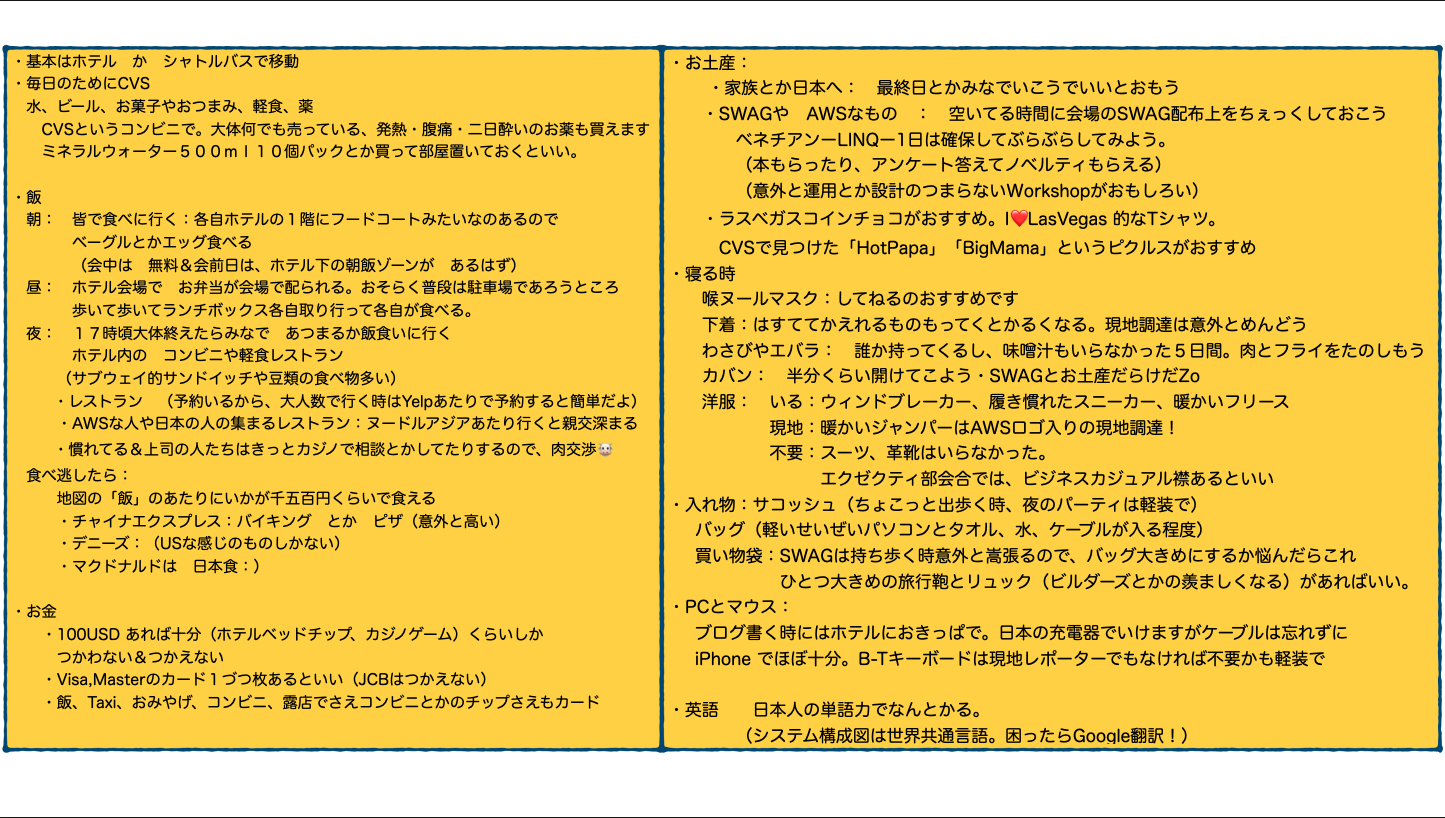 ・基本はホテル　か　シャトルバスで移動
・毎日のためにCVS
水、ビール、お菓子やおつまみ、軽食、薬
CVSというコンビニで。大体何でも売っている、発熱・腹痛・二日酔いのお薬も買えます
ミネラルウォーター５００ｍｌ１０個パックとか買って部屋置いておくといい。
・飯
朝：　皆で食べに行く：各自ホテルの１階にフードコートみたいなのあるので
ベーグルとかエッグ食べる
（会中は　無料＆会前日は、ホテル下の朝飯ゾーンが　あるはず）
昼：　ホテル会場で　お弁当が会場で配られる。おそらく普段は駐車場であろうところ
歩いて歩いてランチボックス各自取り行って各自が食べる。
夜：　１７時頃大体終えたらみなで　あつまるか飯食いに行く
ホテル内の　コンビニや軽食レストラン
（サブウェイ的サンドイッチや豆類の食べ物多い）
・レストラン　（予約いるから、大人数で行く時はYelpあたりで予約すると簡単だよ）
・AWSな人や日本の人の集まるレストラン：ヌードルアジアあたり行くと親交深まる
・慣れてる＆上司の人たちはきっとカジノで相談とかしてたりするので、肉交渉🐮
食べ逃したら：
地図の「飯」のあたりにいかが千五百円くらいで食える
・チャイナエクスプレス：バイキング　とか　ピザ（意外と高い）
・デニーズ：（USな感じのものしかない）
・マクドナルドは　日本食：）
・お金
・100USD あれば十分（ホテルベッドチップ、カジノゲーム）くらいしか
つかわない＆つかえない
・Visa,Masterのカード１づつ枚あるといい（JCBはつかえない）
・飯、Taxi、おみやげ、コンビニ、露店でさえコンビニとかのチップさえもカード
・お土産：
・家族とか日本へ：　最終日とかみなでいこうでいいとおもう
・SWAGや　AWSなもの　：　空いてる時間に会場のSWAG配布上をちぇっくしておこう
ベネチアンーLINQー1日は確保してぶらぶらしてみよう。
（本もらったり、アンケート答えてノベルティもらえる）
（意外と運用とか設計のつまらないWorkshopがおもしろい）
・ラスベガスコインチョコがおすすめ。I❤️LasVegas 的なTシャツ。
CVSで見つけた「HotPapa」「BigMama」というピクルスがおすすめ
・寝る時
喉ヌールマスク：してねるのおすすめです
下着：はすててかえれるものもってくとかるくなる。現地調達は意外とめんどう
わさびやエバラ：　誰か持ってくるし、味噌汁もいらなかった５日間。肉とフライをたのしもう
カバン：　半分くらい開けてこよう・SWAGとお土産だらけだZo
洋服：　いる：ウィンドブレーカー、履き慣れたスニーカー、暖かいフリース
現地：暖かいジャンパーはAWSロゴ入りの現地調達！
不要：スーツ、革靴はいらなかった。
エクゼクティ部会合では、ビジネスカジュアル襟あるといい
・入れ物：サコッシュ（ちょこっと出歩く時、夜のパーティは軽装で）
バッグ（軽いせいぜいパソコンとタオル、水、ケーブルが入る程度）
買い物袋：SWAGは持ち歩く時意外と嵩張るので、バッグ大きめにするか悩んだらこれ
ひとつ大きめの旅行鞄とリュック（ビルダーズとかの羨ましくなる）があればいい。
・PCとマウス：
ブログ書く時にはホテルにおきっぱで。日本の充電器でいけますがケーブルは忘れずに
iPhone でほぼ十分。B-Tキーボードは現地レポーターでもなければ不要かも軽装で
・英語　　日本人の単語力でなんとかる。
（システム構成図は世界共通言語。困ったらGoogle翻訳！）